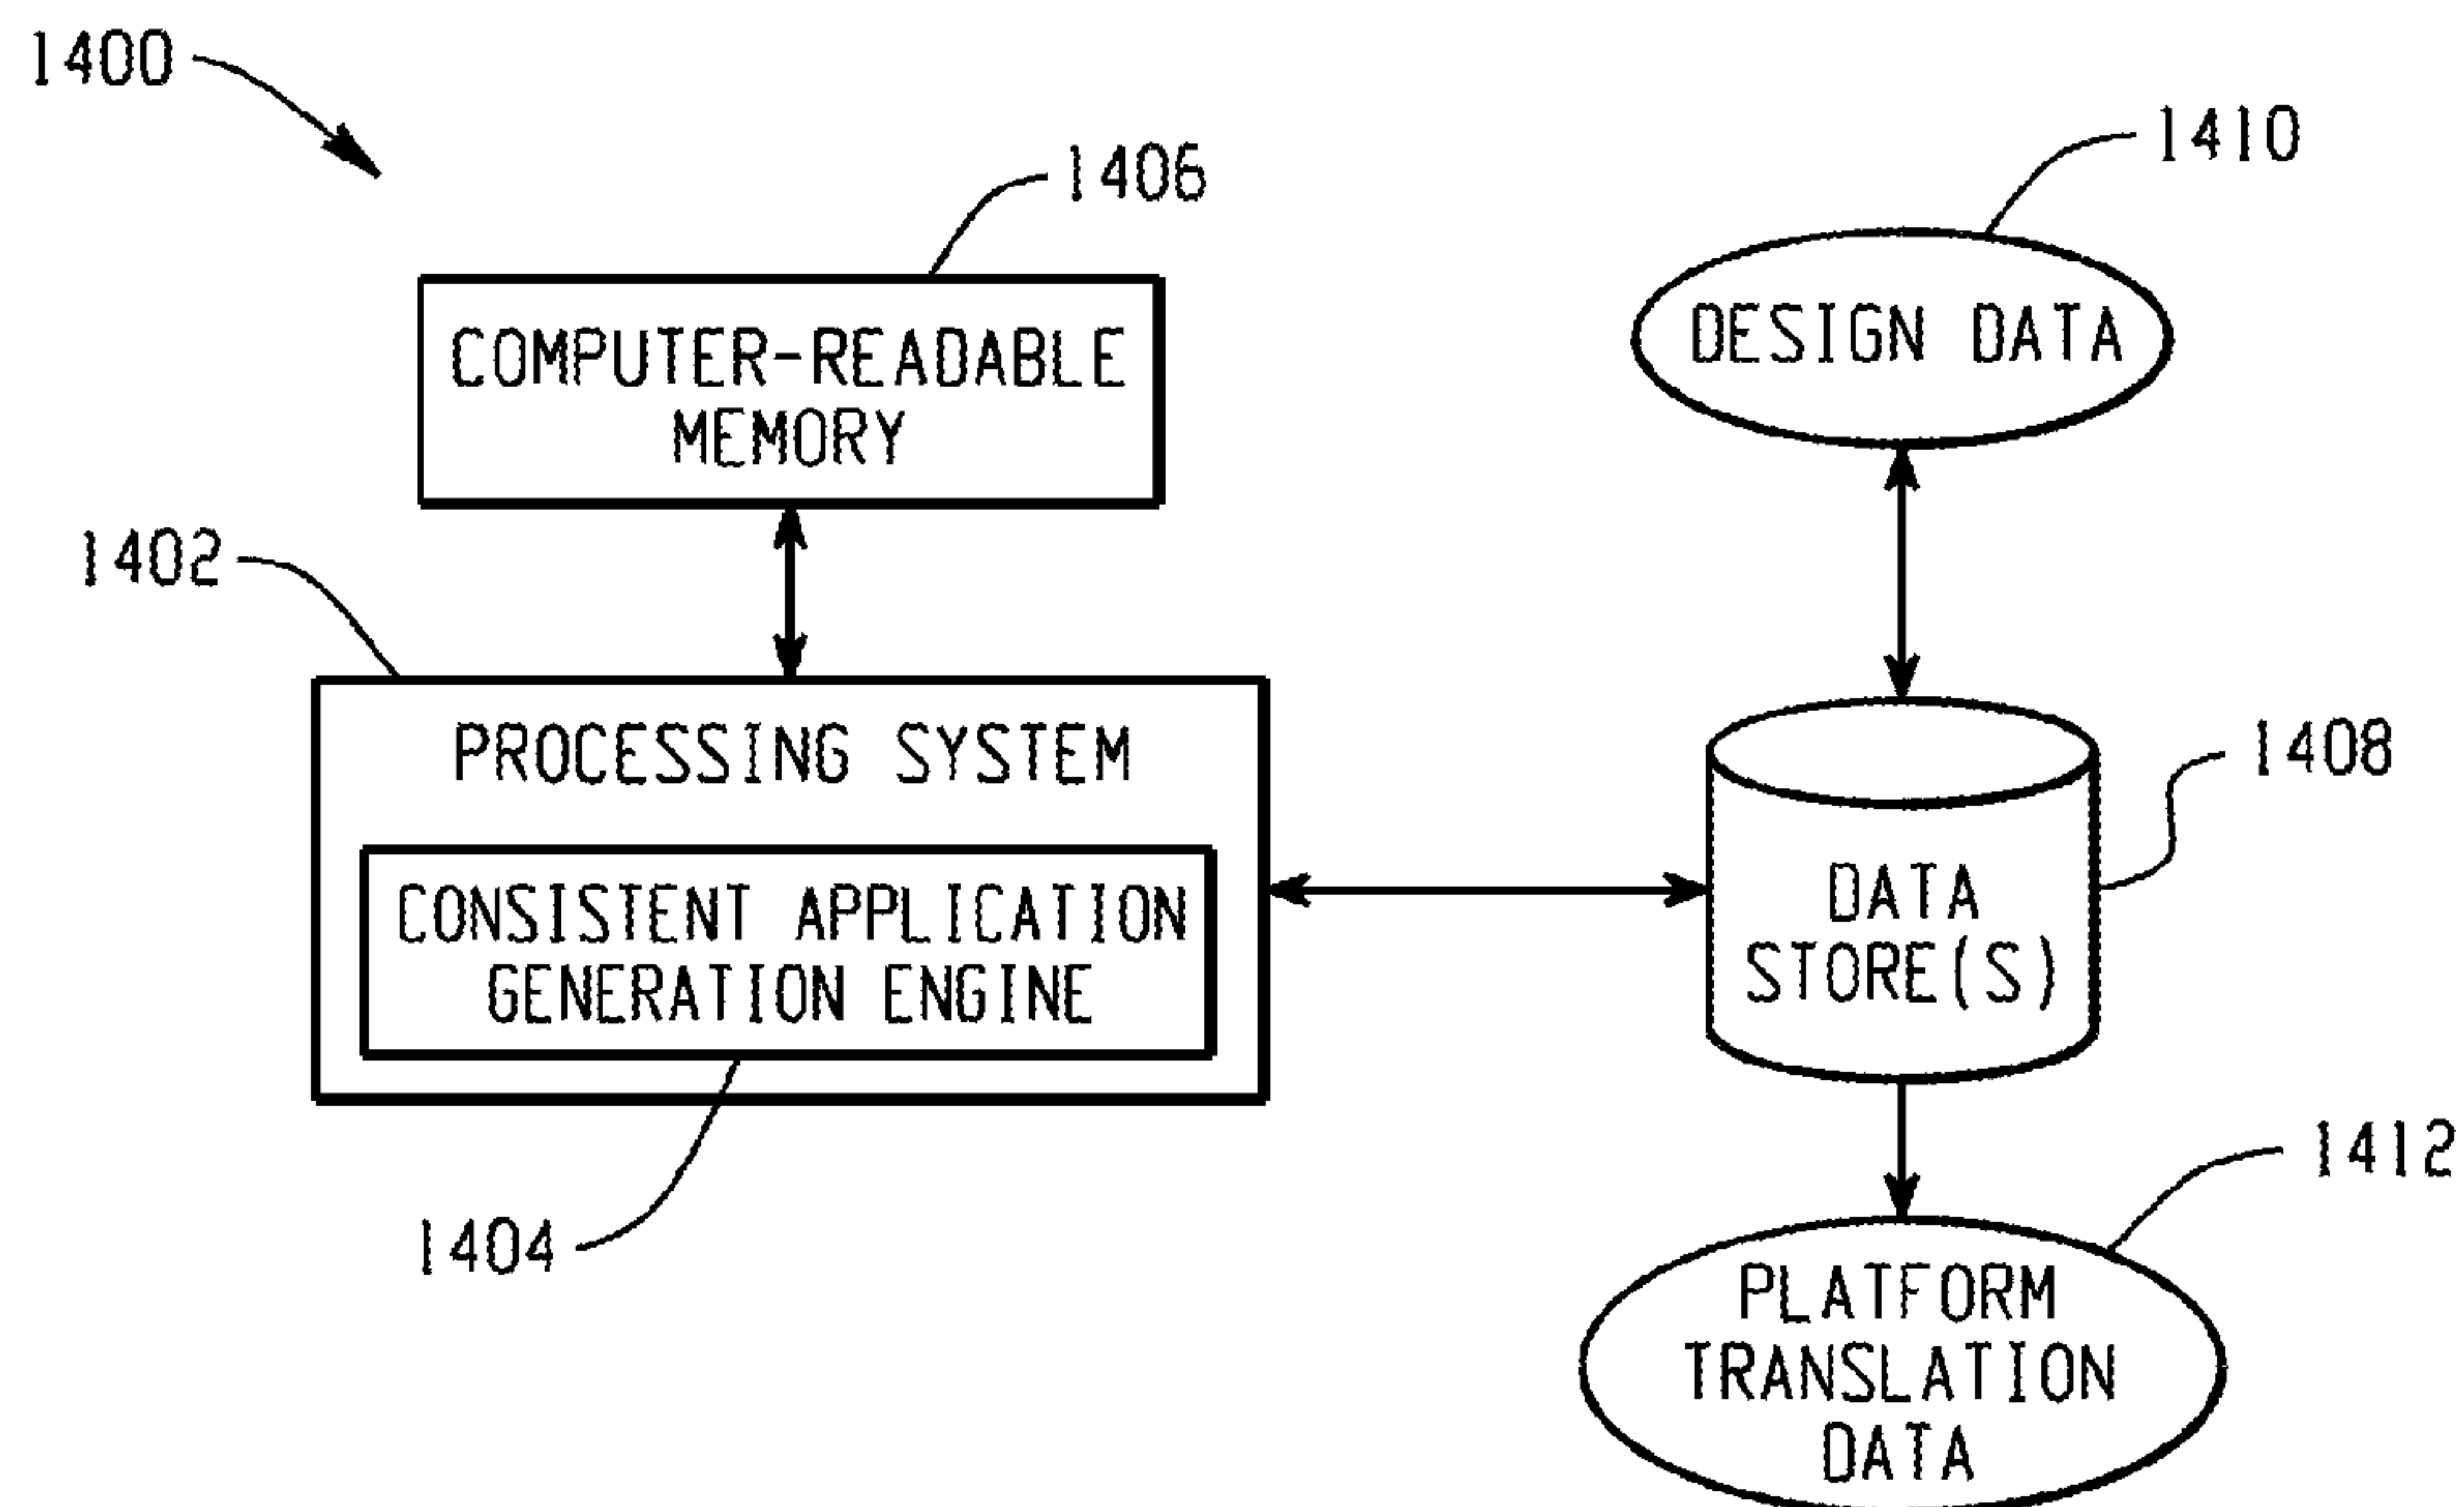 1400
1406
1410
COMPUTER-READABLE
MEMORY
DESIGN DATA
1402
PROCESSING SYSTEM
1408
CONSISTENT APPLICATION
GENERATION ENGINE
DATA
STORE(S)
1404
1412
PLATFORM
TRANSLATION
DATA